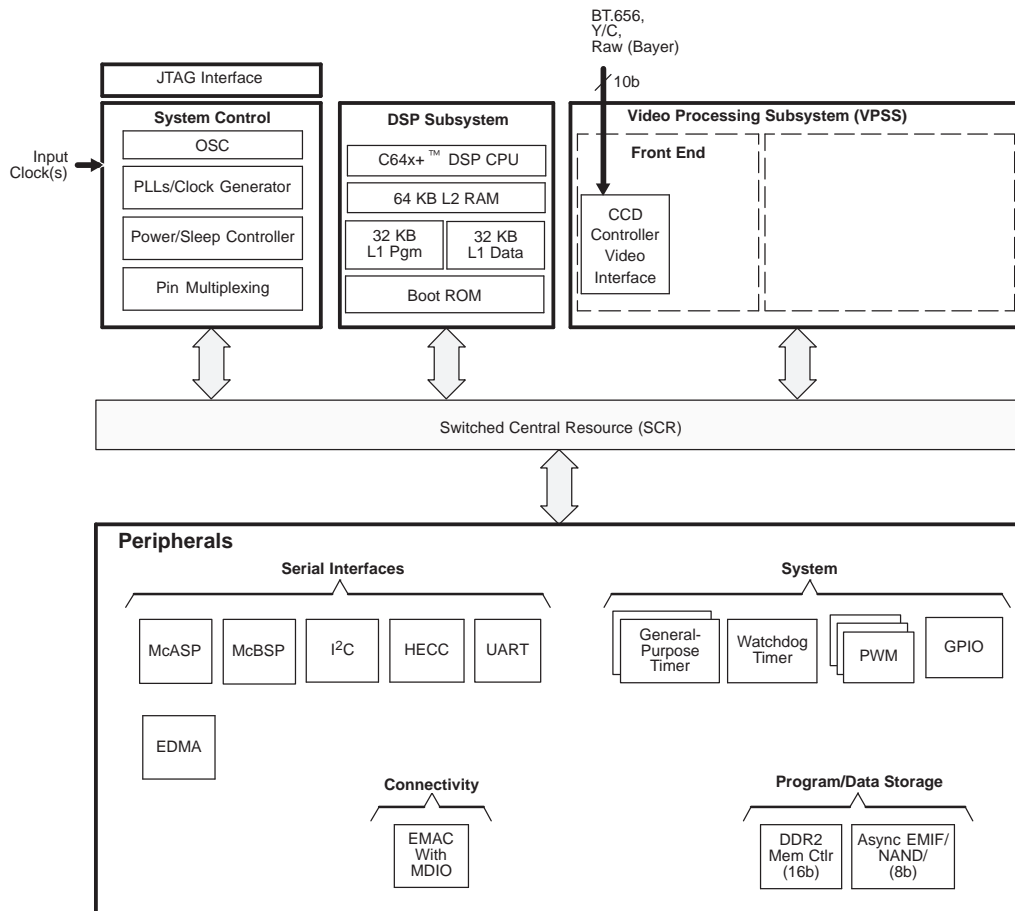 BT.656,
Y/C,
Raw (Bayer)
10b
JTAG Interface
System Control
OSC
PLLs/Clock Generator
Power/Sleep Controller
Pin Multiplexing
Input
Clock(s)
DSP Subsystem
C64x+™ DSP CPU
64 KB L2 RAM
32 KB
L1 Pgm
32 KB
L1 Data
Boot ROM
Video Processing Subsystem (VPSS)
Front End
CCD
Controller
Video
Interface
Switched Central Resource (SCR)
Peripherals
Serial Interfaces
McASP
McBSP
I²C
HECC
UART
System
General-
Purpose
Timer
Watchdog
Timer
PWM
GPIO
EDMA
Connectivity
EMAC
With
MDIO
Program/Data Storage
DDR2
Mem Ctlr
(16b)
Async EMIF/
NAND/
(8b)